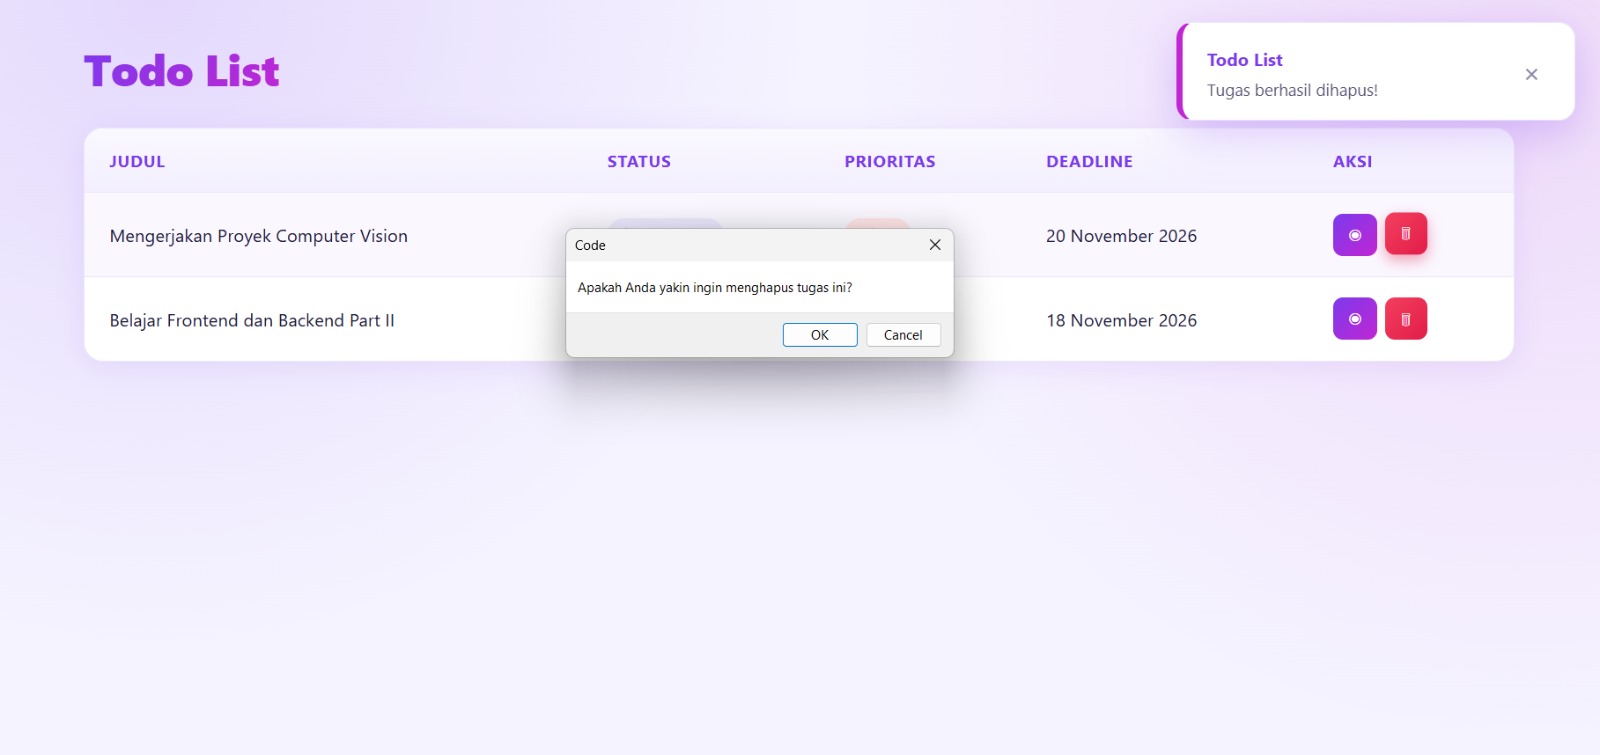 Todo List
Todo List
Tugas berhasil dihapus!
JUDUL STATUS PRIORITAS DEADLINE AKSI
Mengerjakan Proyek Computer Vision 20 November 2026
Code
Apakah Anda yakin ingin menghapus tugas ini?
Belajar Frontend dan Backend Part II 18 November 2026
OK Cancel